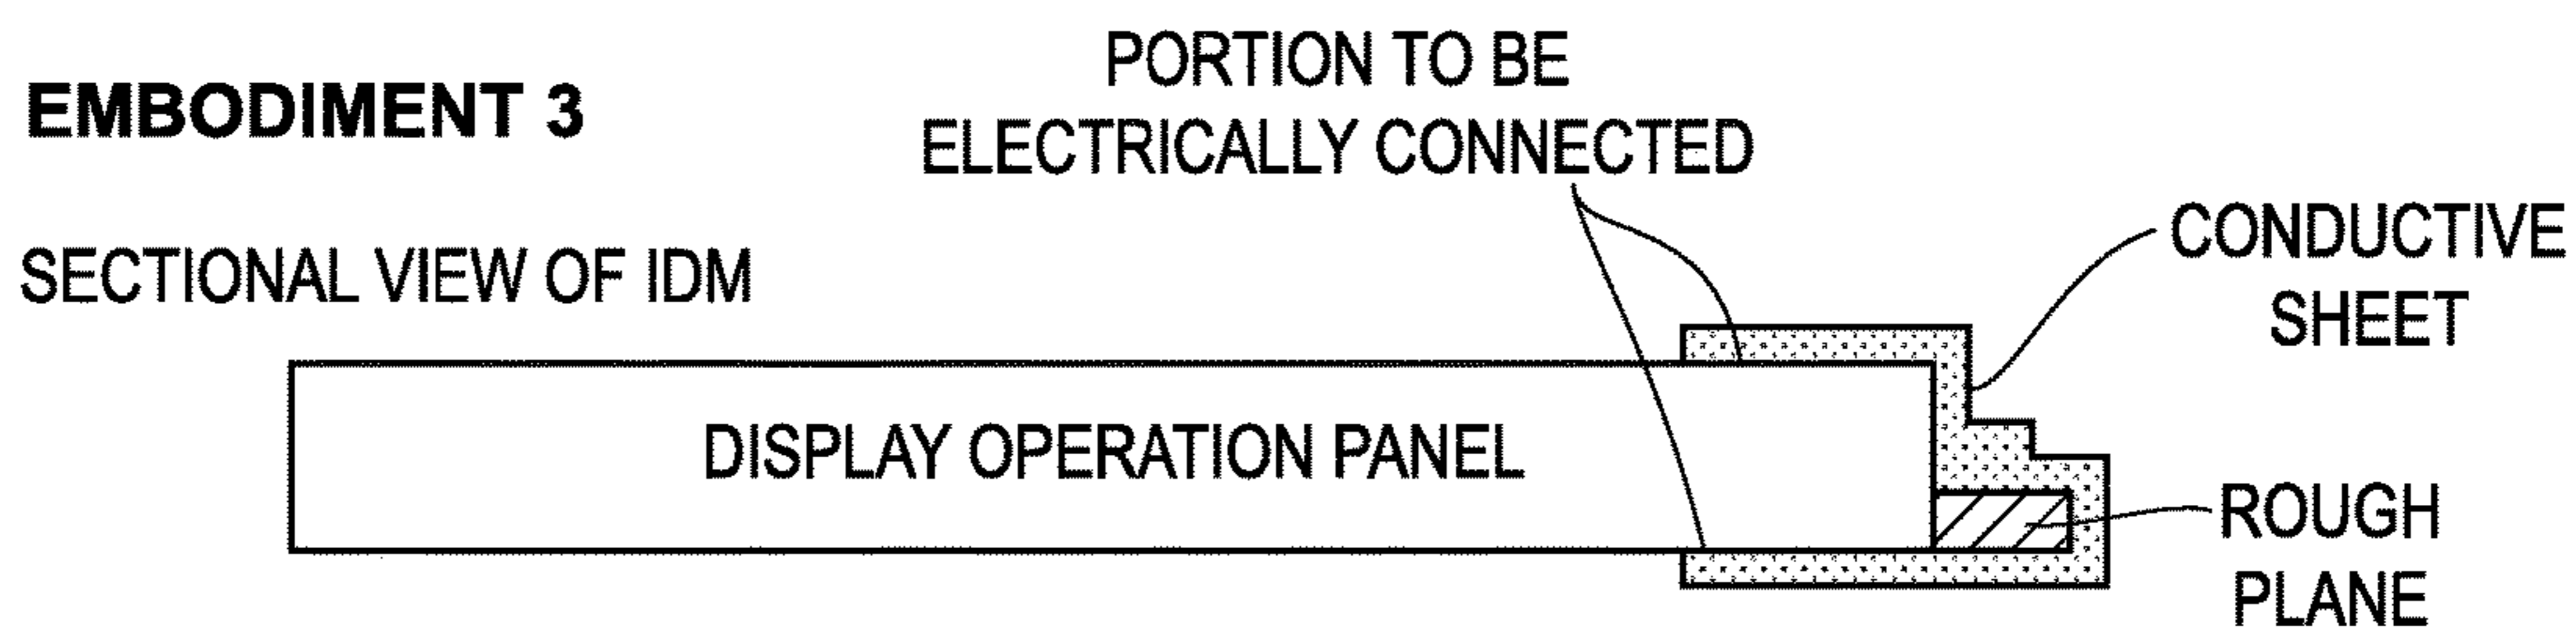 EMBODIMENT 3
SECTIONAL VIEW OF IDM
PORTION TO BE
ELECTRICALLY CONNECTED
CONDUCTIVE
SHEET
DISPLAY OPERATION PANEL
ROUGH
PLANE